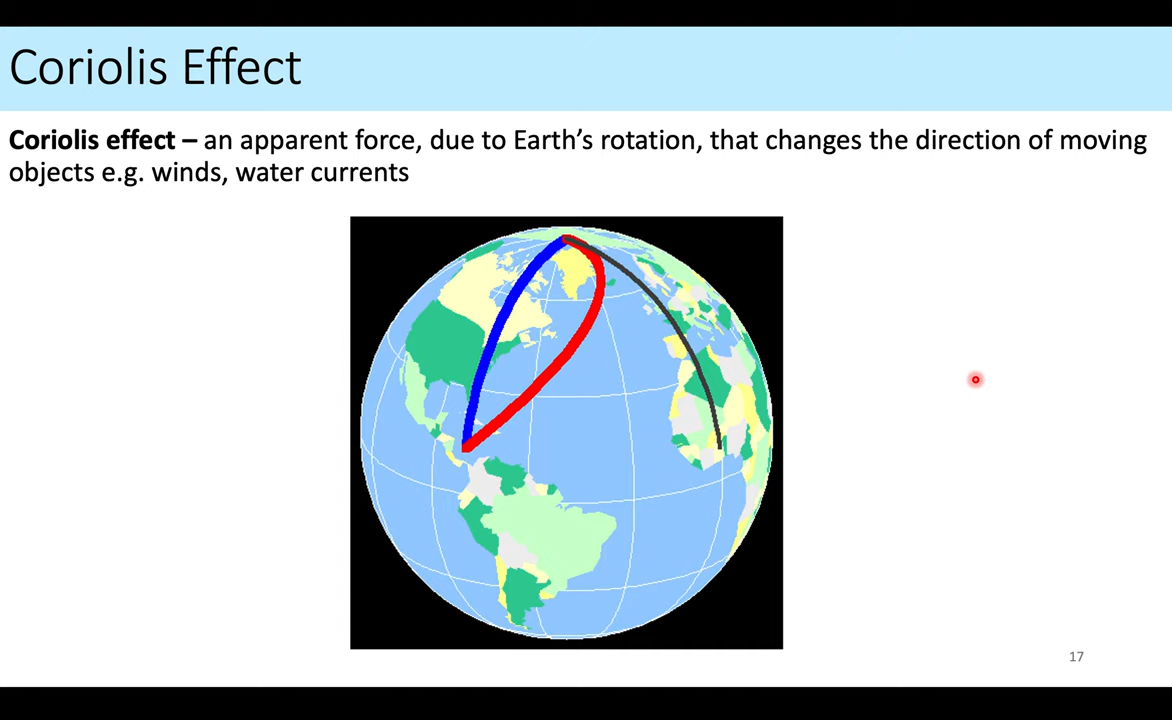 Coriolis Effect
Coriolis effect – an apparent force, due to Earth’s rotation, that changes the direction of moving
objects e.g. winds, water currents
17